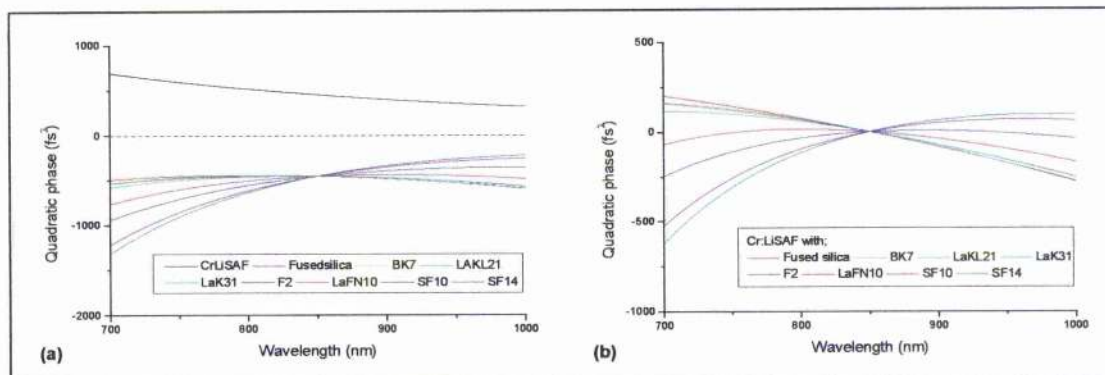 1000
0
-1000
-2000
Quadratic phase (fs²)
CrLiSAF Fusedsilica BK7 LAKL21
LaK31 F2 LaFN10 SF10 SF14
700 800 900 1000
(a) Wavelength (nm)
500
250
0
-500
-1000
Quadratic phase (fs²)
Cr:LiSAF with;
Fused silica BK7 LaKL21 LaK31
F2 LaFN10 SF10 SF14
700 800 900 1000
(b) Wavelength (nm)